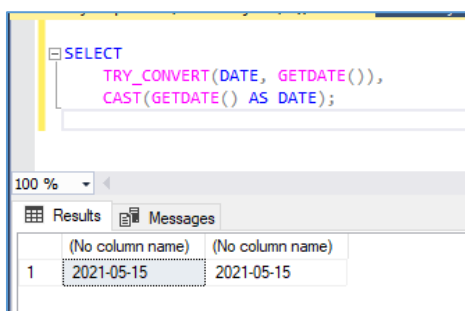 SELECT
TRY_CONVERT(DATE, GETDATE()),
CAST(GETDATE() AS DATE);
100 %
Results Messages
(No column name) (No column name)
1 2021-05-15 2021-05-15